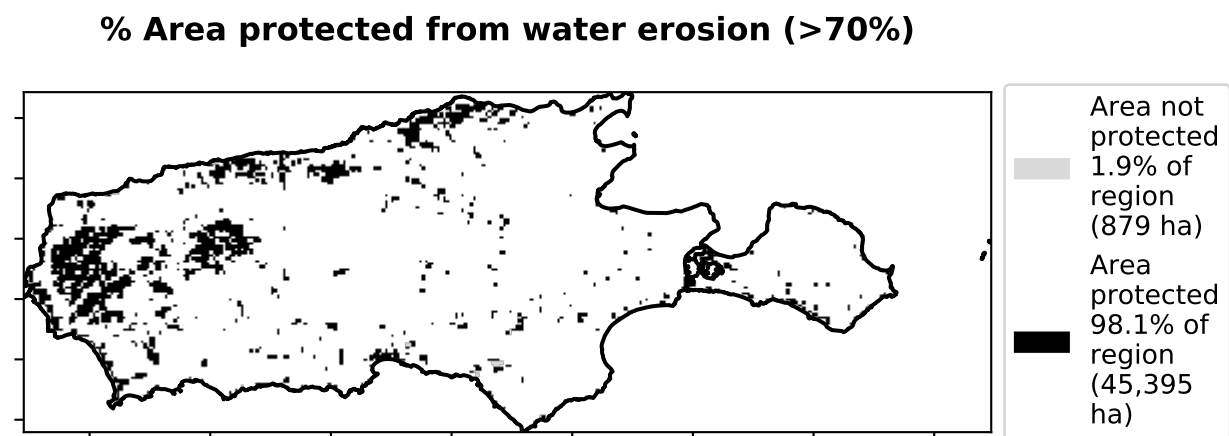 % Area protected from water erosion (>70%)
Area not
protected
1.9% of
region
(879 ha)
Area
protected
98.1% of
region
(45,395
ha)